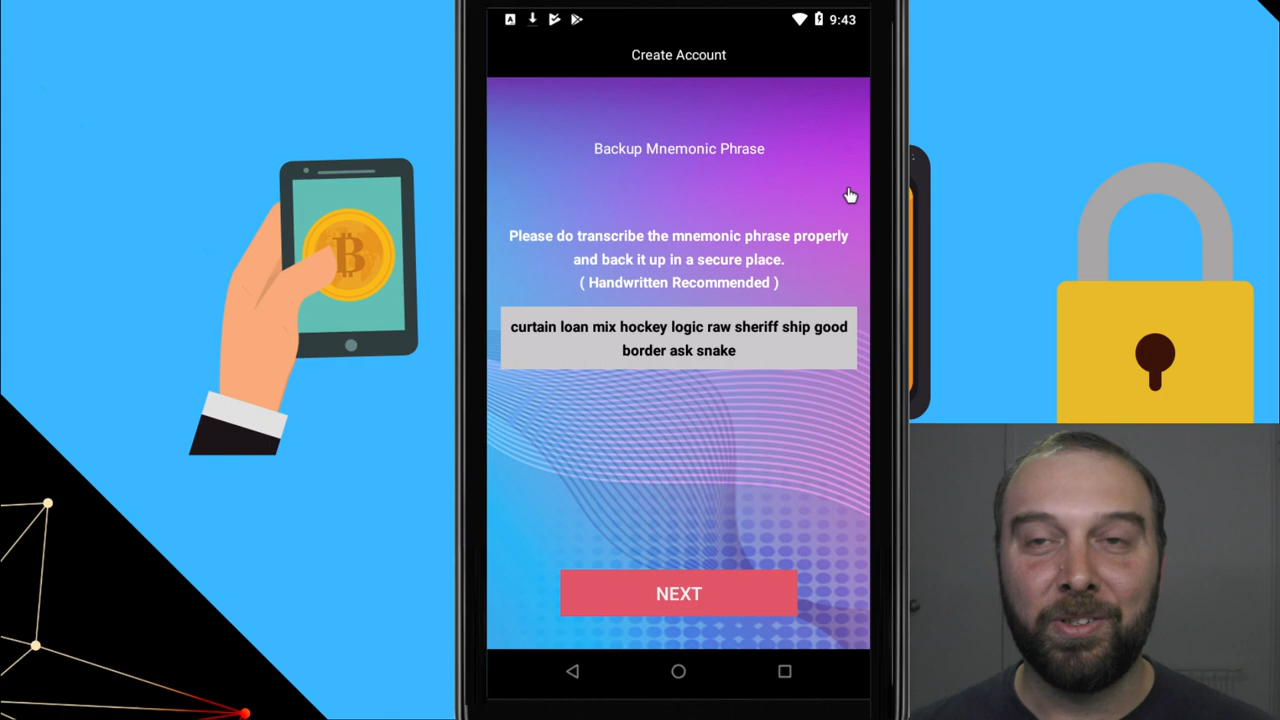 9:43
Create Account
Backup Mnemonic Phrase
Please do transcribe the mnemonic phrase properly
and back it up in a secure place.
( Handwritten Recommended )
curtain loan mix hockey logic raw sheriff ship good
border ask snake
NEXT